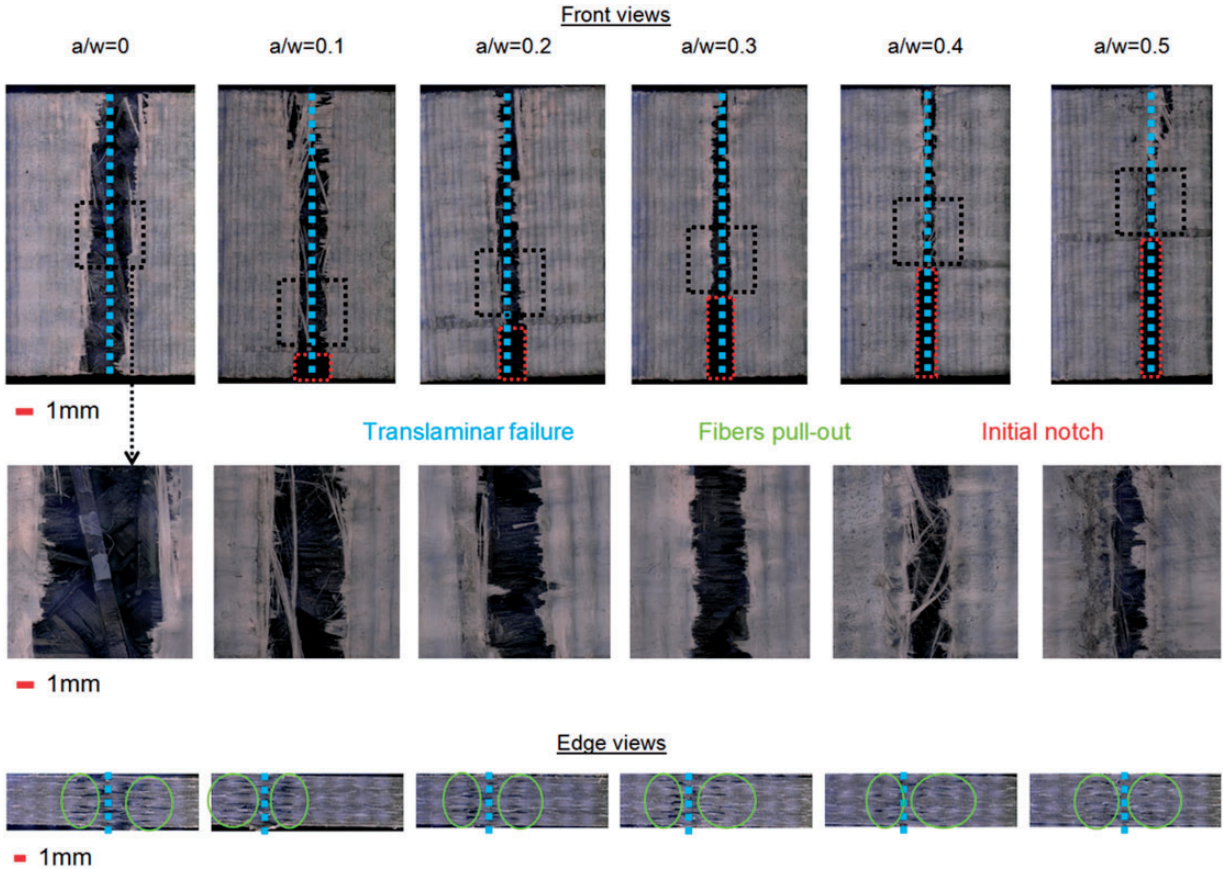 Front views
a/w=0 a/w=0.1 a/w=0.2 a/w=0.3 a/w=0.4 a/w=0.5
1mm
Translaminar failure Fibers pull-out Initial notch
1mm
Edge views
1mm